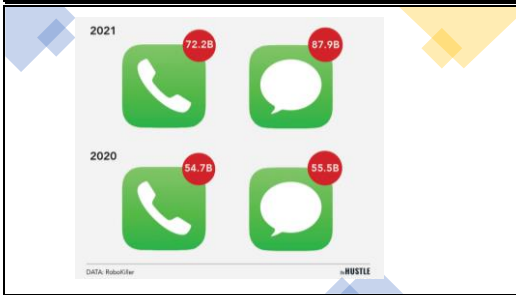 2021
72.2B 87.9B
2020
54.7B 55.5B
DATA: RoboKiller The HUSTLE